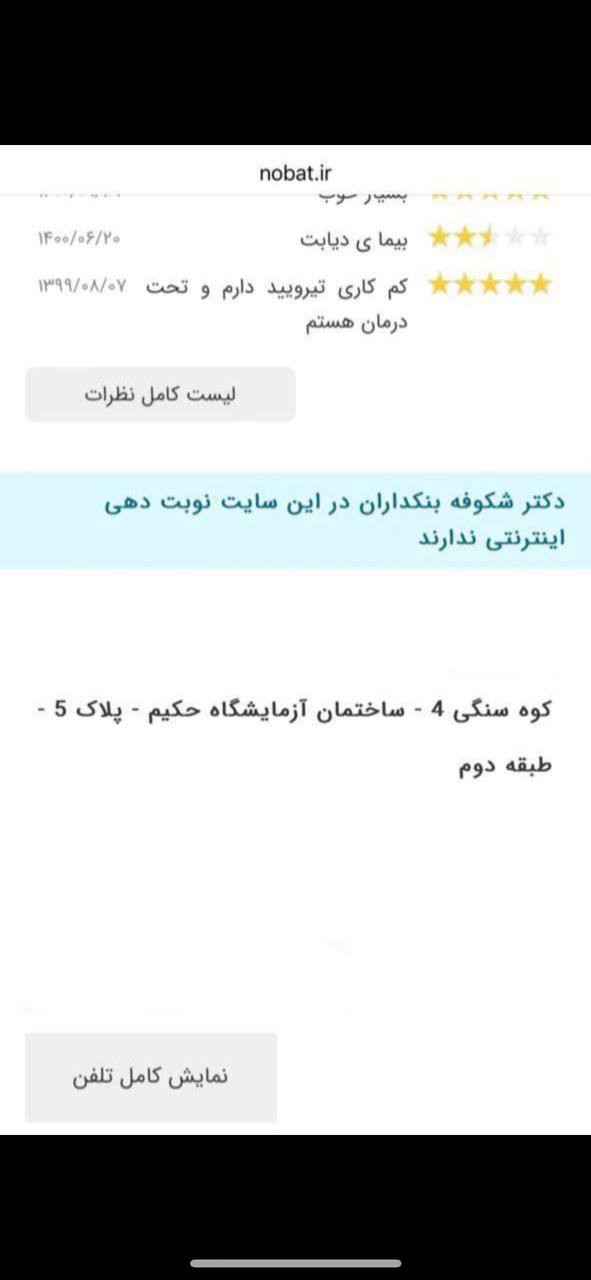 nobat.ir
بسیار خوب
بیما ی دیابت ۱۴۰۰/۰۶/۲۰
کم کاری تیرویید دارم و تحت ۱۳۹۹/۰۸/۰۷
درمان هستم
لیست کامل نظرات
دکتر شکوفه بنکداران در این سایت نوبت دهی
اینترنتی ندارند
کوه سنگی 4 - ساختمان آزمایشگاه حکیم - پلاک 5 -
طبقه دوم
نمایش کامل تلفن